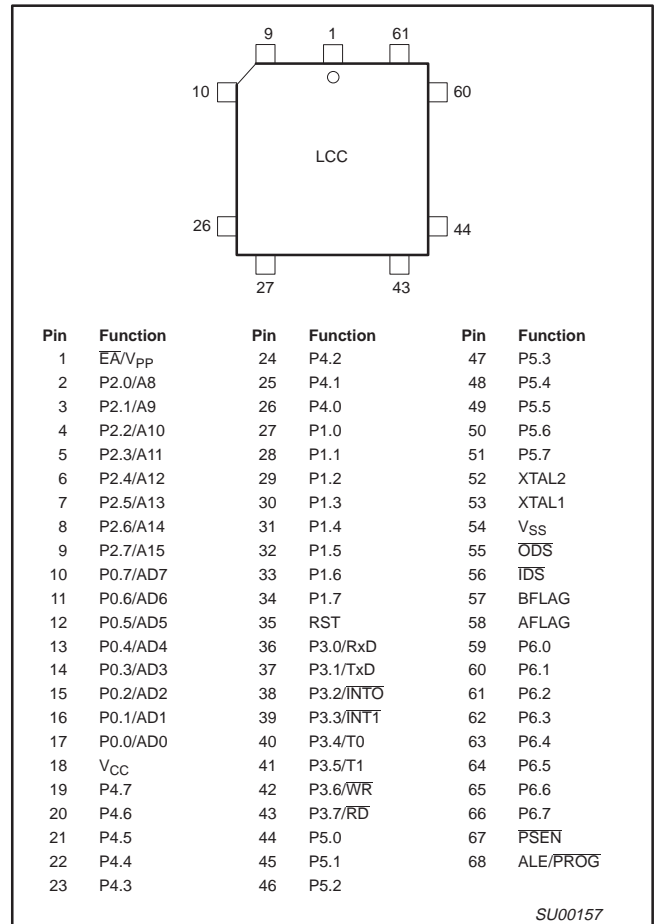 9 1 61
10 60
LCC
26 44
27 43
Pin Function Pin Function Pin Function
1 E̅A̅/VPP 24 P4.2 47 P5.3
2 P2.0/A8 25 P4.1 48 P5.4
3 P2.1/A9 26 P4.0 49 P5.5
4 P2.2/A10 27 P1.0 50 P5.6
5 P2.3/A11 28 P1.1 51 P5.7
6 P2.4/A12 29 P1.2 52 XTAL2
7 P2.5/A13 30 P1.3 53 XTAL1
8 P2.6/A14 31 P1.4 54 VSS
9 P2.7/A15 32 P1.5 55 O̅D̅S̅
10 P0.7/AD7 33 P1.6 56 I̅D̅S̅
11 P0.6/AD6 34 P1.7 57 BFLAG
12 P0.5/AD5 35 RST 58 AFLAG
13 P0.4/AD4 36 P3.0/RxD 59 P6.0
14 P0.3/AD3 37 P3.1/TxD 60 P6.1
15 P0.2/AD2 38 P3.2/I̅N̅T̅O̅ 61 P6.2
16 P0.1/AD1 39 P3.3/I̅N̅T̅1̅ 62 P6.3
17 P0.0/AD0 40 P3.4/T0 63 P6.4
18 VCC 41 P3.5/T1 64 P6.5
19 P4.7 42 P3.6/W̅R̅ 65 P6.6
20 P4.6 43 P3.7/R̅D̅ 66 P6.7
21 P4.5 44 P5.0 67 P̅S̅E̅N̅
22 P4.4 45 P5.1 68 ALE/P̅R̅O̅G̅
23 P4.3 46 P5.2
SU00157